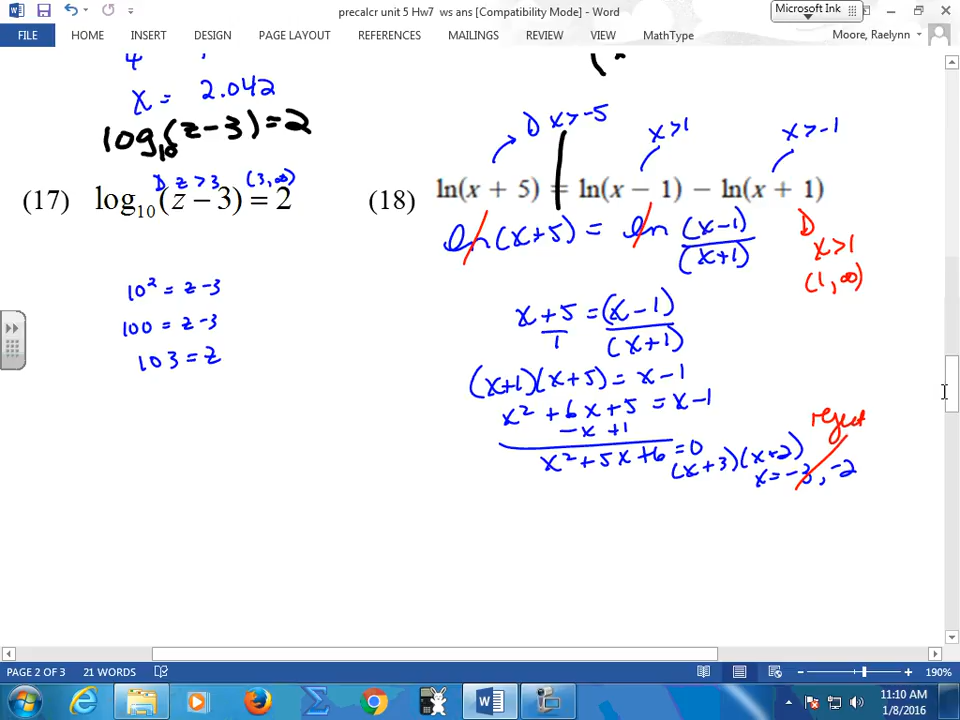 precalcr unit 5 Hw7 ws ans [Compatibility Mode] - Word
Microsoft Ink
FILE HOME INSERT DESIGN PAGE LAYOUT REFERENCES MAILINGS REVIEW VIEW MathType
Moore, Raelynn
4
x = 2.042
log₁₀(z-3)=2
D z>3 (3,∞)
(17) log₁₀(z − 3) = 2
10² = z-3
100 = z-3
103 = z
D x>-5 x>1 x>-1
(18) ln(x + 5) = ln(x − 1) − ln(x + 1)
ln(x+5) = ln (x-1)/(x+1)
D
x>1
(1,∞)
x+5/1 = (x-1)/(x+1)
(x+1)(x+5) = x-1
x² + 6x + 5 = x-1
-x +1
x² + 5x + 6 = 0
(x+3)(x+2)
x = -3, -2
reject
PAGE 2 OF 3 21 WORDS 190%
11:10 AM
1/8/2016